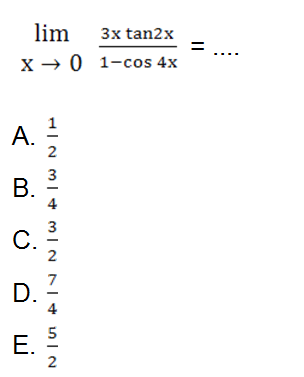 lim 3x tan2x
x → 0 1−cos 4x = ....
A. 1/2
B. 3/4
C. 3/2
D. 7/4
E. 5/2